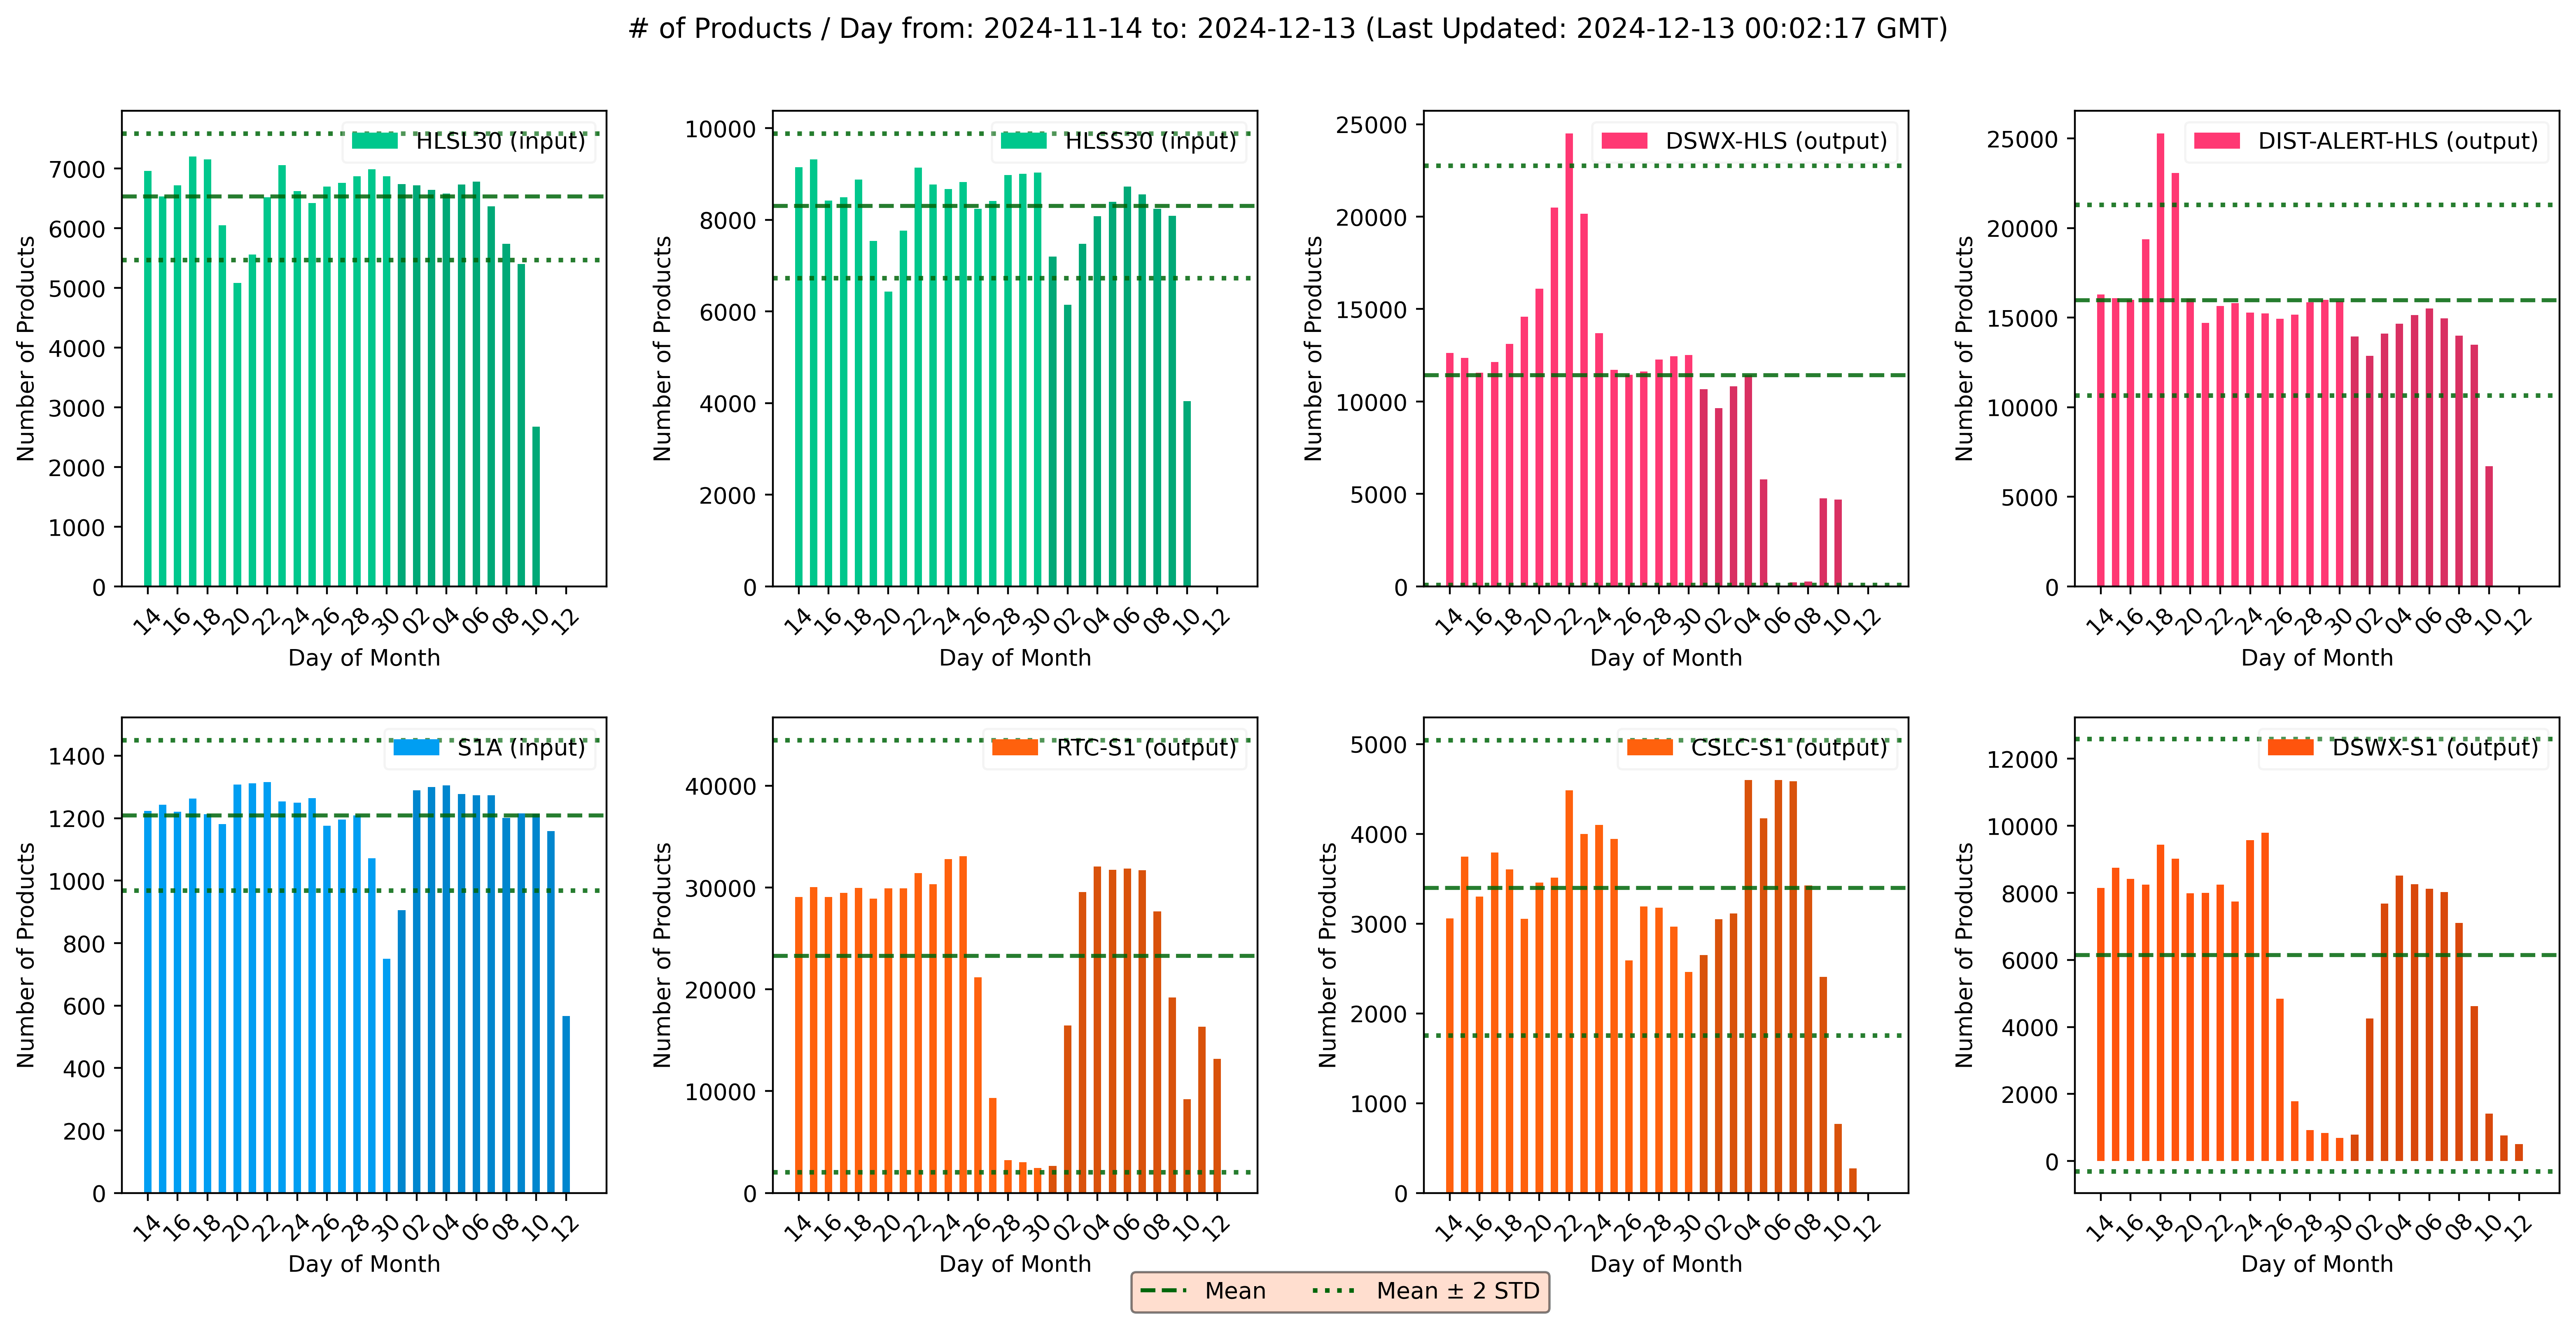 # of Products / Day from: 2024-11-14 to: 2024-12-13 (Last Updated: 2024-12-13 00:02:17 GMT)
HLSL30 (input)
Number of Products
7000
6000
5000
4000
3000
2000
1000
0
14 16 18 20 22 24 26 28 30 02 04 06 08 10 12
Day of Month
HLSS30 (input)
Number of Products
10000
8000
6000
4000
2000
0
14 16 18 20 22 24 26 28 30 02 04 06 08 10 12
Day of Month
DSWX-HLS (output)
Number of Products
25000
20000
15000
10000
5000
0
14 16 18 20 22 24 26 28 30 02 04 06 08 10 12
Day of Month
DIST-ALERT-HLS (output)
Number of Products
25000
20000
15000
10000
5000
0
14 16 18 20 22 24 26 28 30 02 04 06 08 10 12
Day of Month
S1A (input)
Number of Products
1400
1200
1000
800
600
400
200
0
14 16 18 20 22 24 26 28 30 02 04 06 08 10 12
Day of Month
RTC-S1 (output)
Number of Products
40000
30000
20000
10000
0
14 16 18 20 22 24 26 28 30 02 04 06 08 10 12
Day of Month
CSLC-S1 (output)
Number of Products
5000
4000
3000
2000
1000
0
14 16 18 20 22 24 26 28 30 02 04 06 08 10 12
Day of Month
DSWX-S1 (output)
Number of Products
12000
10000
8000
6000
4000
2000
0
14 16 18 20 22 24 26 28 30 02 04 06 08 10 12
Day of Month
Mean
Mean ± 2 STD